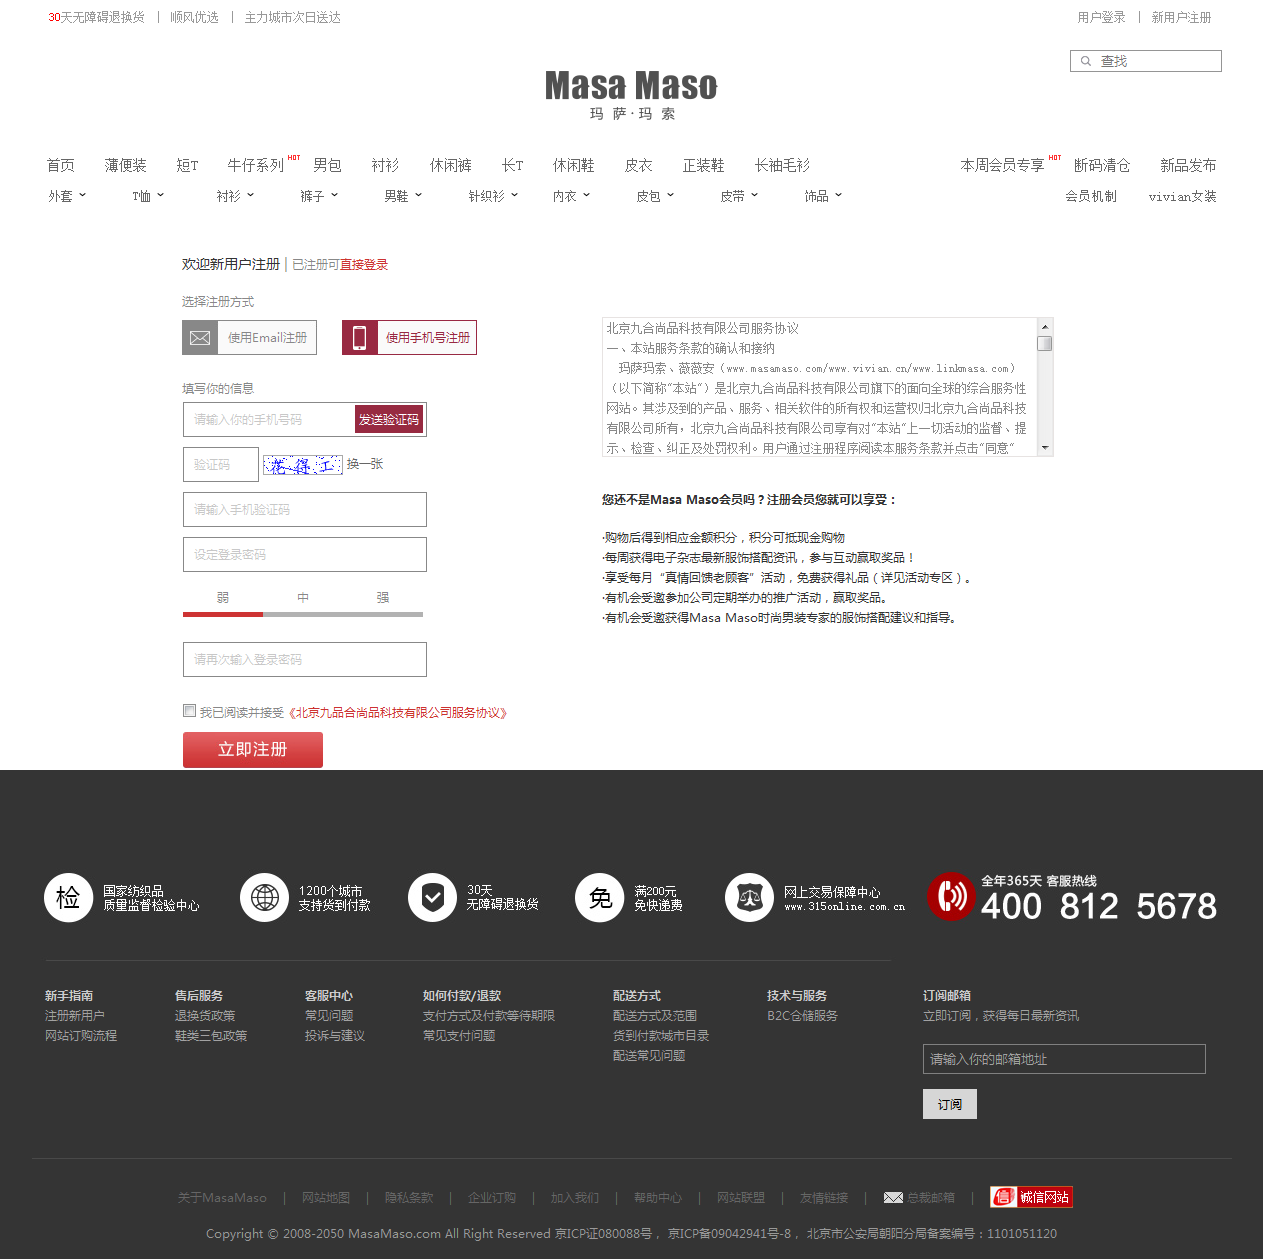 30天无障碍退换货 | 顺风优选 | 主力城市次日送达
用户登录 | 新用户注册
查找
Masa Maso
玛萨·玛索
首页 薄便装 短T 牛仔系列 HOT 男包 衬衫 休闲裤 长T 休闲鞋 皮衣 正装鞋 长袖毛衫 本周会员专享 HOT 断码清仓 新品发布
外套 T恤 衬衫 裤子 男鞋 针织衫 内衣 皮包 皮带 饰品 会员机制 vivian女装
欢迎新用户注册 | 已注册可直接登录
选择注册方式
使用Email注册 使用手机号注册
填写你的信息
请输入你的手机号码 发送验证码
验证码 换一张
请输入手机验证码
设定登录密码
弱 中 强
请再次输入登录密码
我已阅读并接受《北京九品合尚品科技有限公司服务协议》
立即注册
北京九合尚品科技有限公司服务协议
一、本站服务条款的确认和接纳
玛萨玛索、薇薇安（www.masamaso.com/www.vivian.cn/www.linkmasa.com）
（以下简称“本站”）是北京九合尚品科技有限公司旗下的面向全球的综合服务性
网站。其涉及到的产品、服务、相关软件的所有权和运营权归北京九合尚品科技
有限公司所有，北京九合尚品科技有限公司享有对“本站”上一切活动的监督、提
示、检查、纠正及处罚权利。用户通过注册程序阅读本服务条款并点击“同意”
您还不是Masa Maso会员吗？注册会员您就可以享受：
·购物后得到相应金额积分，积分可抵现金购物
·每周获得电子杂志最新服饰搭配资讯，参与互动赢取奖品！
·享受每月“真情回馈老顾客”活动，免费获得礼品（详见活动专区）。
·有机会受邀参加公司定期举办的推广活动，赢取奖品。
·有机会受邀获得Masa Maso时尚男装专家的服饰搭配建议和指导。
检 国家纺织品
质量监督检验中心
1200个城市
支持货到付款
30天
无障碍退换货
免 满200元
免快递费
网上交易保障中心
www.315online.com.cn
全年365天 客服热线
400 812 5678
新手指南
注册新用户
网站订购流程
售后服务
退换货政策
鞋类三包政策
客服中心
常见问题
投诉与建议
如何付款/退款
支付方式及付款等待期限
常见支付问题
配送方式
配送方式及范围
货到付款城市目录
配送常见问题
技术与服务
B2C仓储服务
订阅邮箱
立即订阅，获得每日最新资讯
请输入你的邮箱地址
订阅
关于MasaMaso | 网站地图 | 隐私条款 | 企业订购 | 加入我们 | 帮助中心 | 网站联盟 | 友情链接 | 总裁邮箱 | 信 诚信网站
Copyright © 2008-2050 MasaMaso.com All Right Reserved 京ICP证080088号， 京ICP备09042941号-8， 北京市公安局朝阳分局备案编号：1101051120